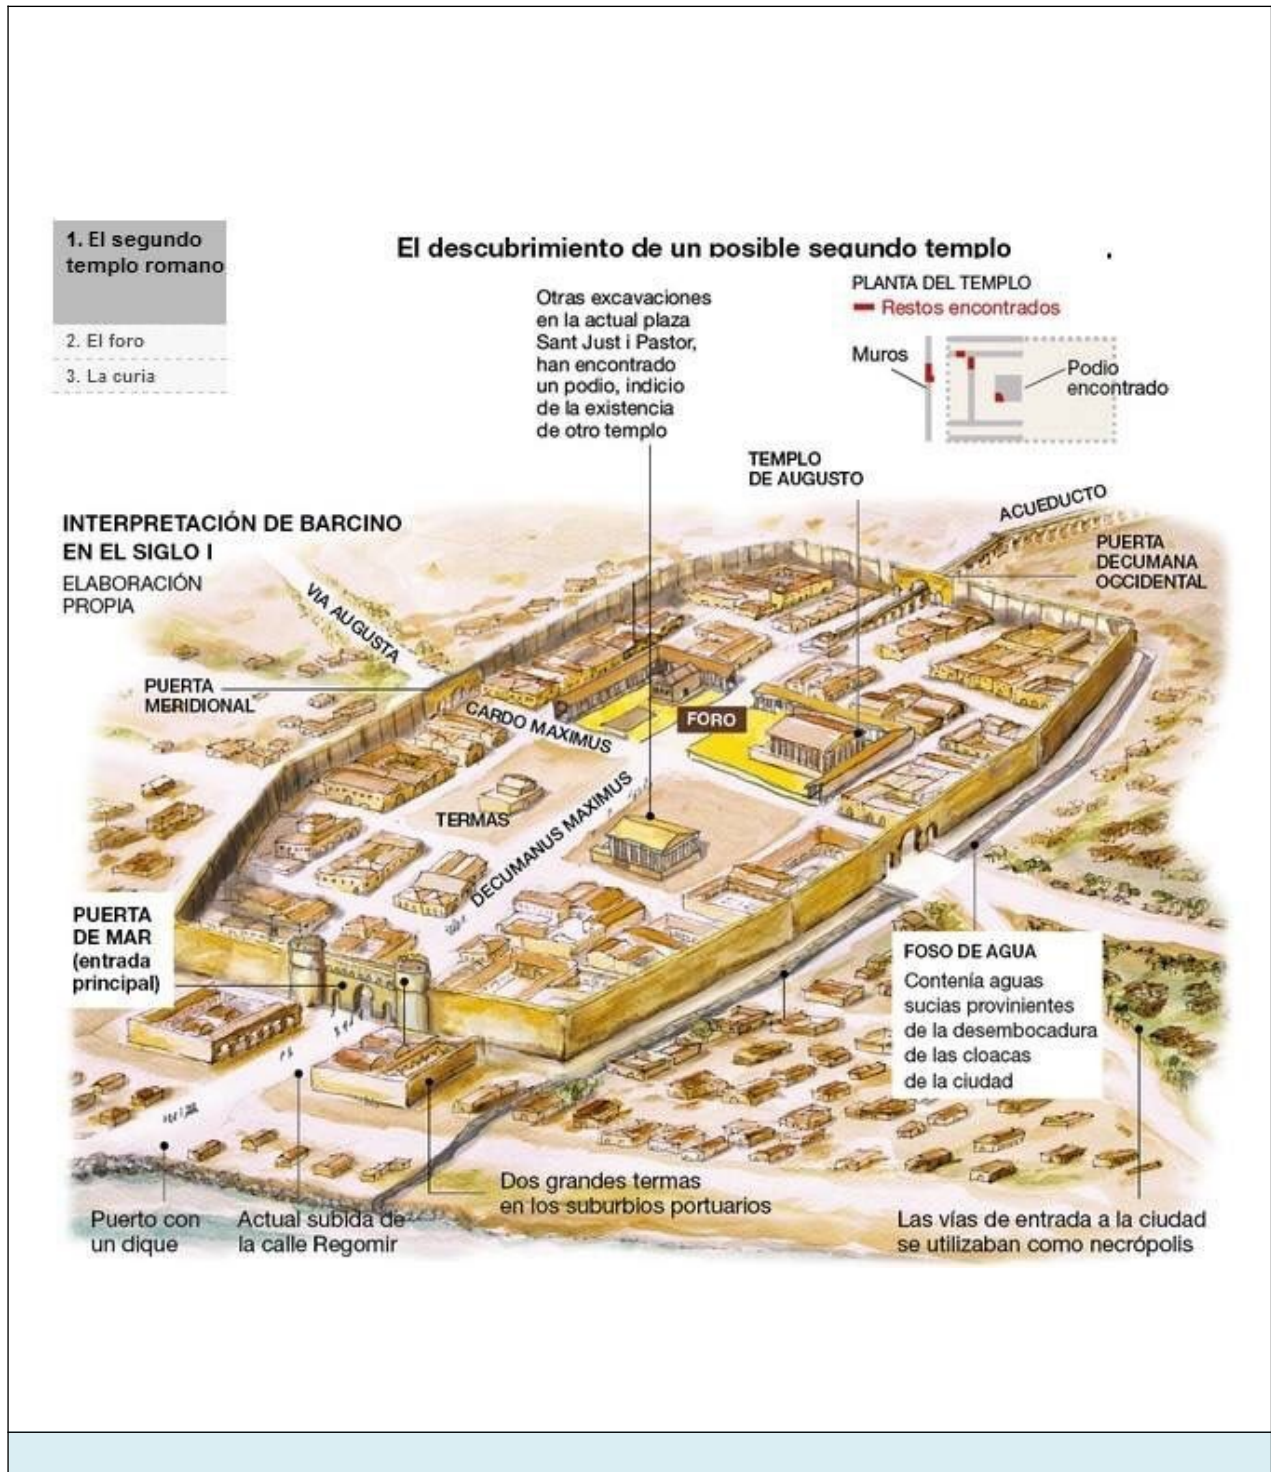 1. El segundo
templo romano
2. El foro
3. La curia
El descubrimiento de un posible segundo templo
Otras excavaciones
en la actual plaza
Sant Just i Pastor,
han encontrado
un podio, indicio
de la existencia
de otro templo
PLANTA DEL TEMPLO
Restos encontrados
Muros
Podio
encontrado
TEMPLO
DE AUGUSTO
ACUEDUCTO
PUERTA
DECUMANA
OCCIDENTAL
INTERPRETACIÓN DE BARCINO
EN EL SIGLO I
ELABORACIÓN
PROPIA
VIA AUGUSTA
PUERTA
MERIDIONAL
CARDO MAXIMUS
FORO
TERMAS
DECUMANUS MAXIMUS
PUERTA
DE MAR
(entrada
principal)
FOSO DE AGUA
Contenía aguas
sucias provinientes
de la desembocadura
de las cloacas
de la ciudad
Puerto con
un dique
Actual subida de
la calle Regomir
Dos grandes termas
en los suburbios portuarios
Las vías de entrada a la ciudad
se utilizaban como necrópolis